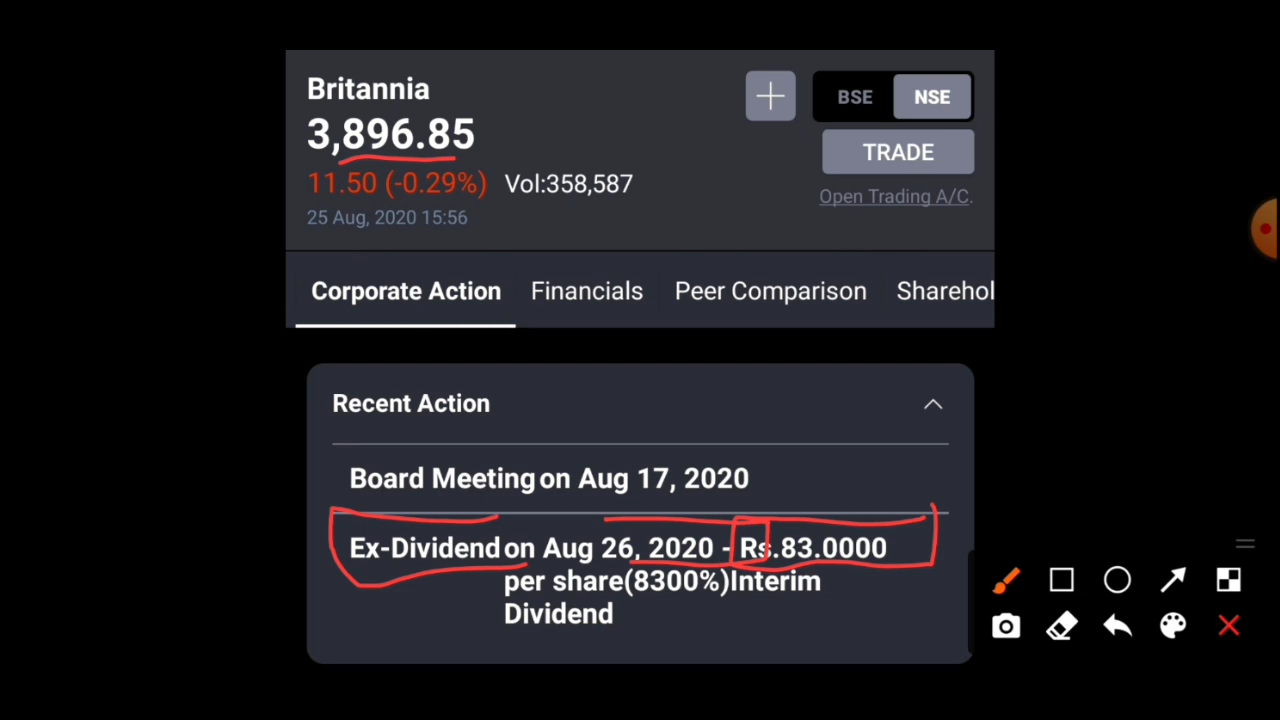 Britannia
BSE NSE
3,896.85
TRADE
11.50 (-0.29%) Vol:358,587
Open Trading A/C.
25 Aug, 2020 15:56
Corporate Action Financials Peer Comparison Sharehol
Recent Action
Board Meeting on Aug 17, 2020
Ex-Dividend on Aug 26, 2020 - Rs.83.0000
per share(8300%)Interim
Dividend